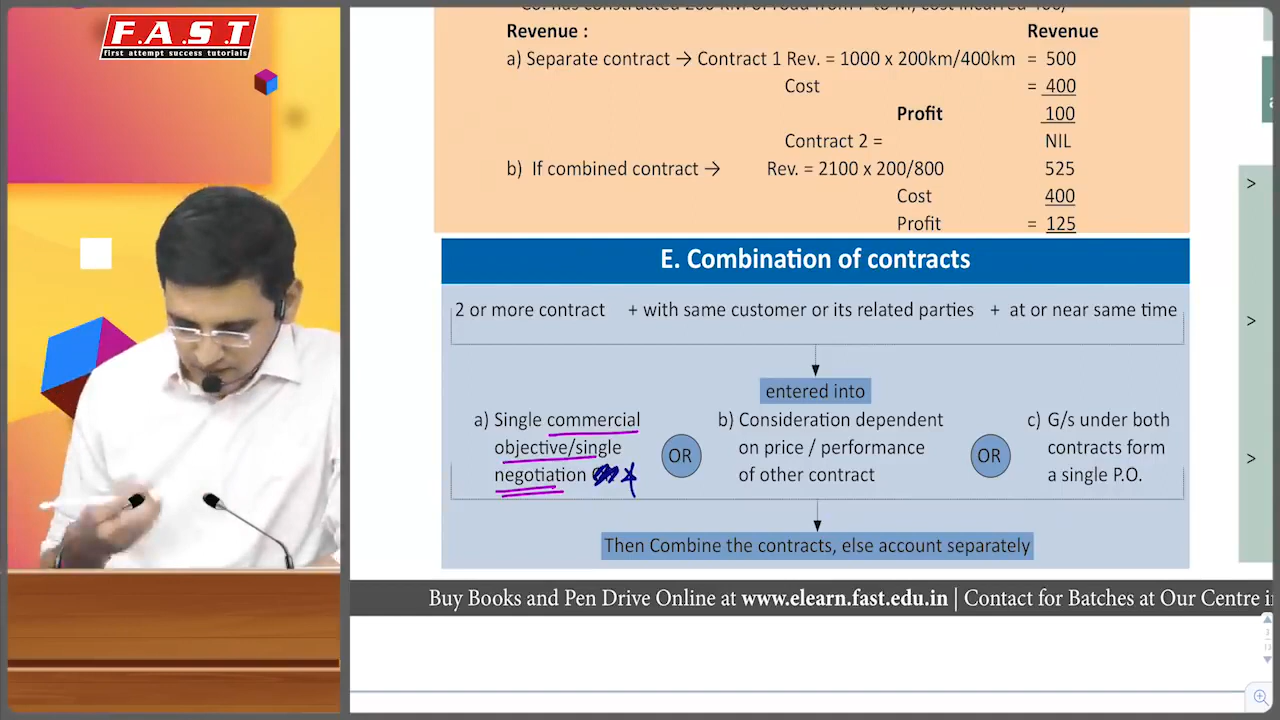 F.A.S.T
first attempt success tutorials
Revenue : Revenue
a) Separate contract → Contract 1 Rev. = 1000 x 200km/400km = 500
Cost = 400
Profit 100
Contract 2 = NIL
b) If combined contract → Rev. = 2100 x 200/800 525
Cost 400
Profit = 125
E. Combination of contracts
2 or more contract + with same customer or its related parties + at or near same time
entered into
a) Single commercial
objective/single
negotiation
OR
b) Consideration dependent
on price / performance
of other contract
OR
c) G/s under both
contracts form
a single P.O.
Then Combine the contracts, else account separately
Buy Books and Pen Drive Online at www.elearn.fast.edu.in | Contact for Batches at Our Centre